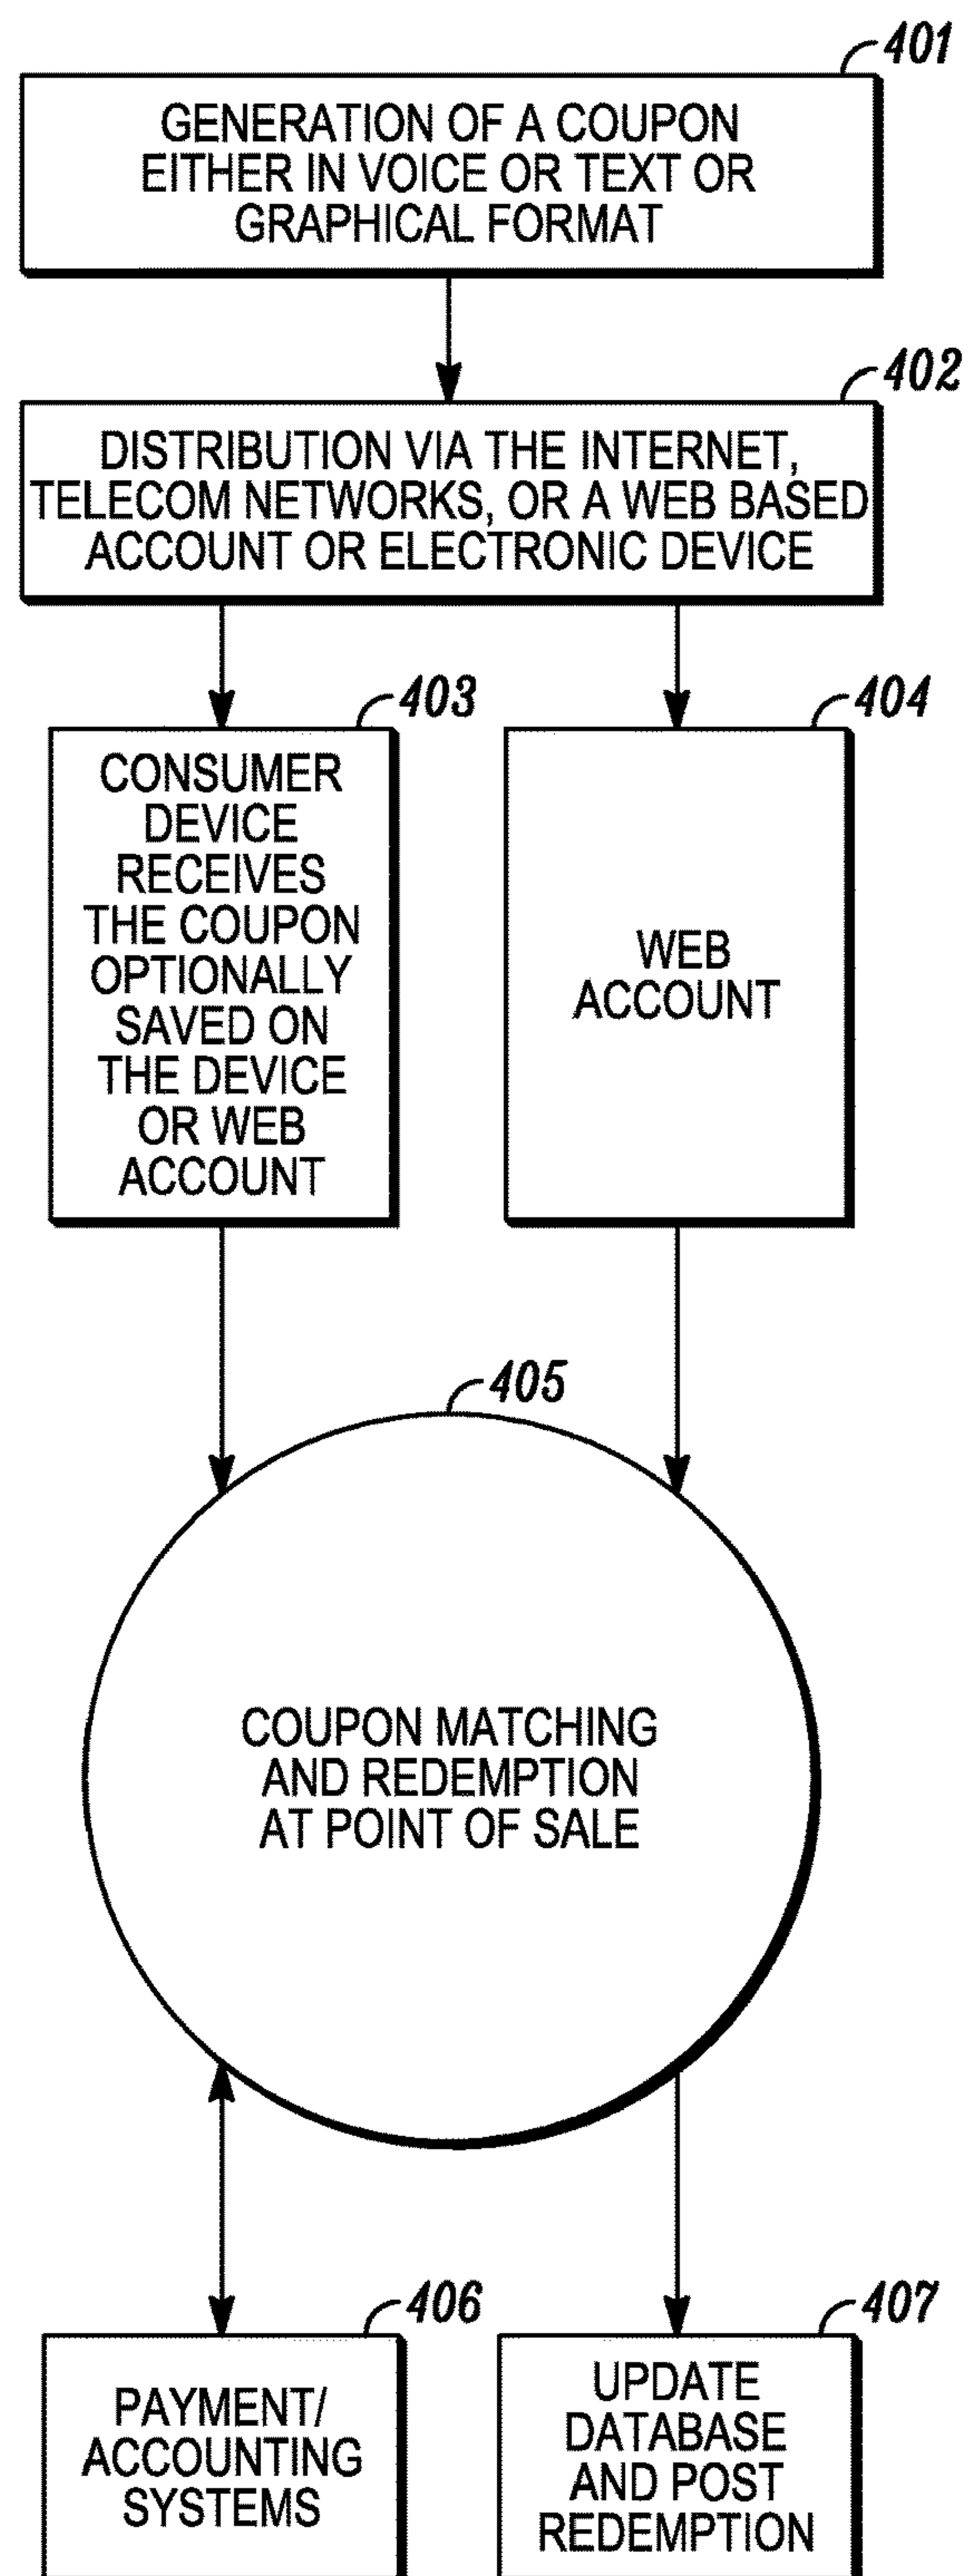 401
GENERATION OF A COUPON
EITHER IN VOICE OR TEXT OR
GRAPHICAL FORMAT
402
DISTRIBUTION VIA THE INTERNET,
TELECOM NETWORKS, OR A WEB BASED
ACCOUNT OR ELECTRONIC DEVICE
403
CONSUMER
DEVICE
RECEIVES
THE COUPON
OPTIONALLY
SAVED ON
THE DEVICE
OR WEB
ACCOUNT
404
WEB
ACCOUNT
405
COUPON MATCHING
AND REDEMPTION
AT POINT OF SALE
406
PAYMENT/
ACCOUNTING
SYSTEMS
407
UPDATE
DATABASE
AND POST
REDEMPTION